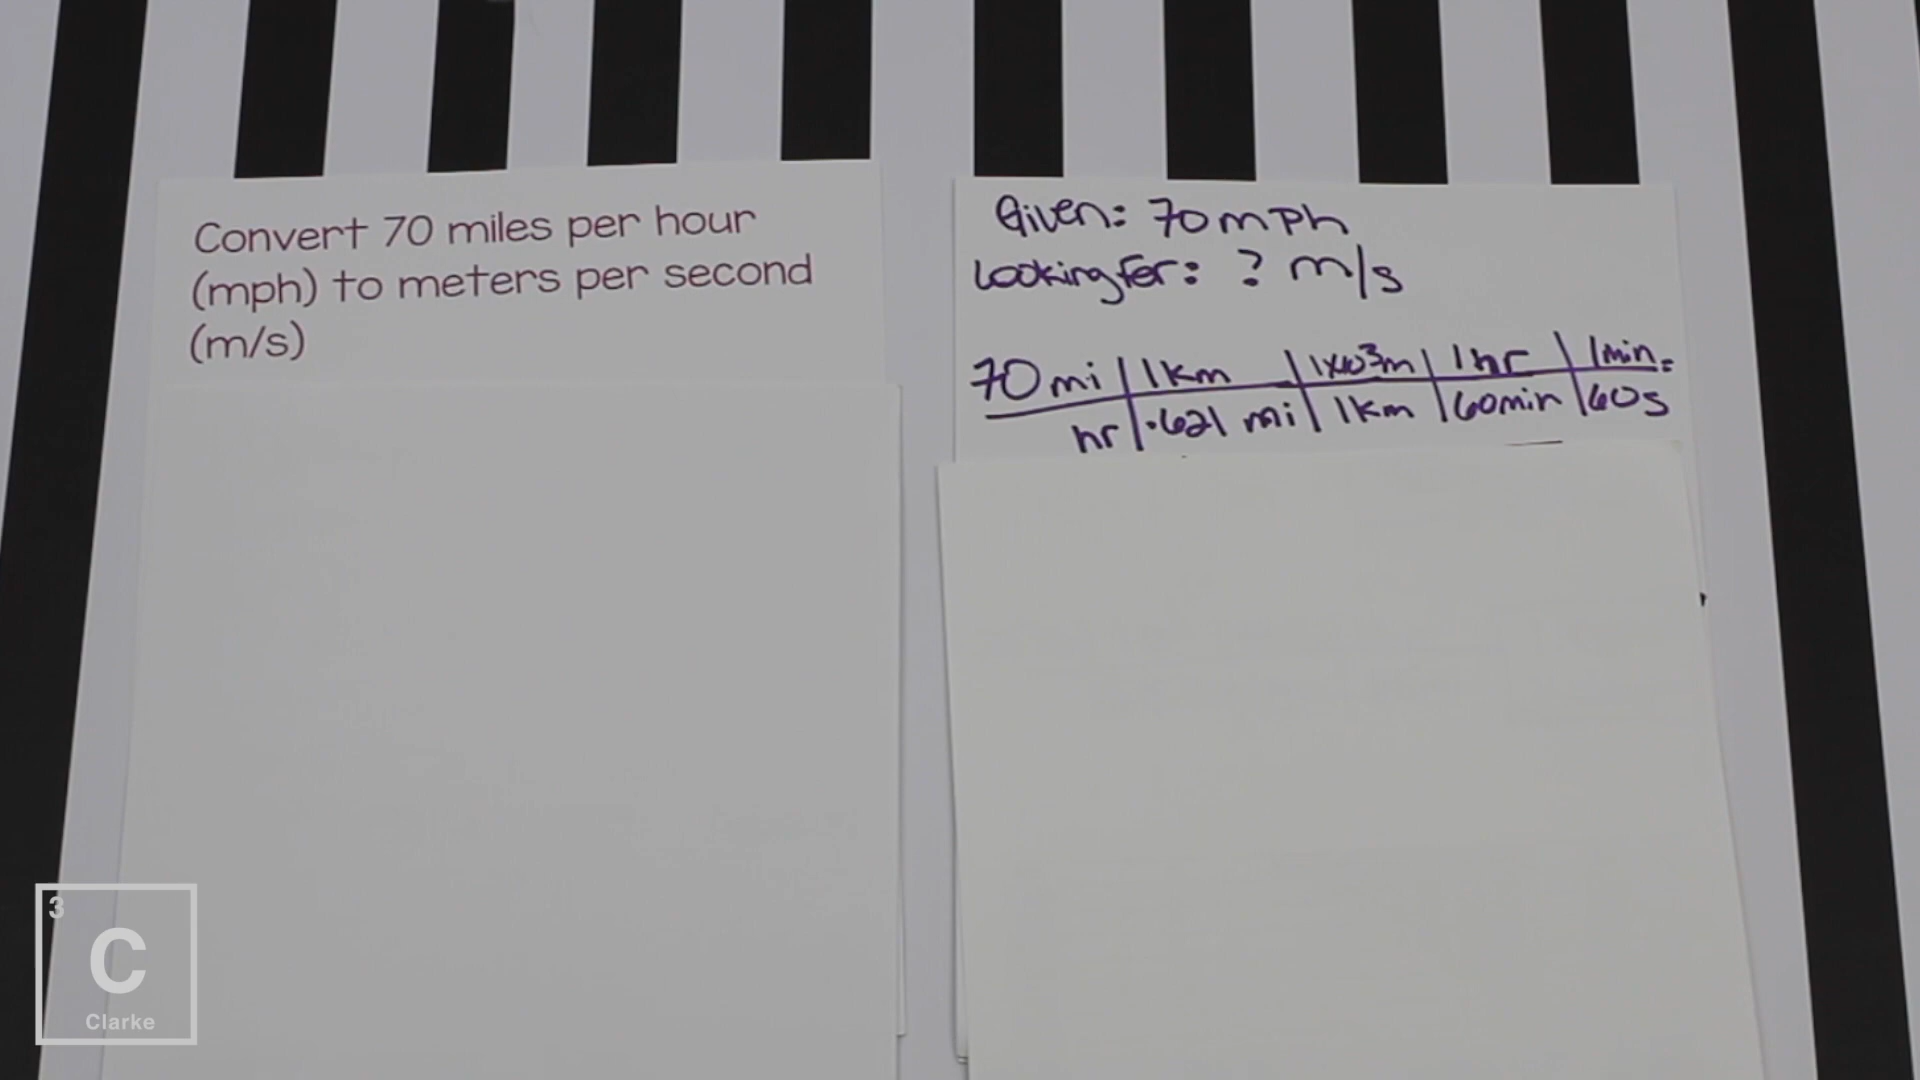 Convert 70 miles per hour
(mph) to meters per second
(m/s)
Given: 70 mph
Looking for: ? m/s
70 mi | 1 km | 1x10³m | 1 hr | 1 min =
hr | .621 mi | 1 km | 60 min | 60 s
3
C
Clarke